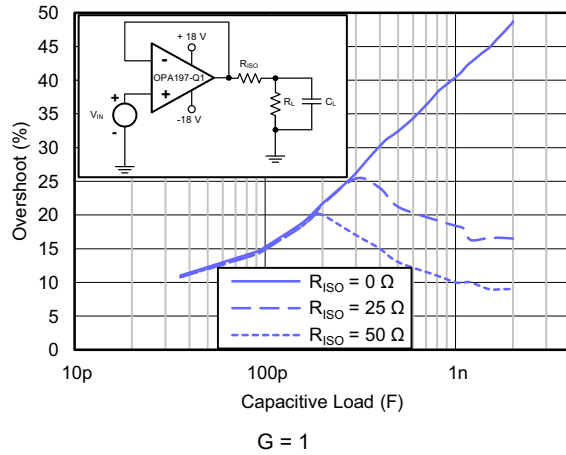 50
45
40
35
30
25
20
15
10
5
0
Overshoot (%)
+ 18 V
-
OPA197-Q1
+
-18 V
+
VIN
-
RISO
RL
CL
RISO = 0 Ω
RISO = 25 Ω
RISO = 50 Ω
10p 100p 1n
Capacitive Load (F)
G = 1